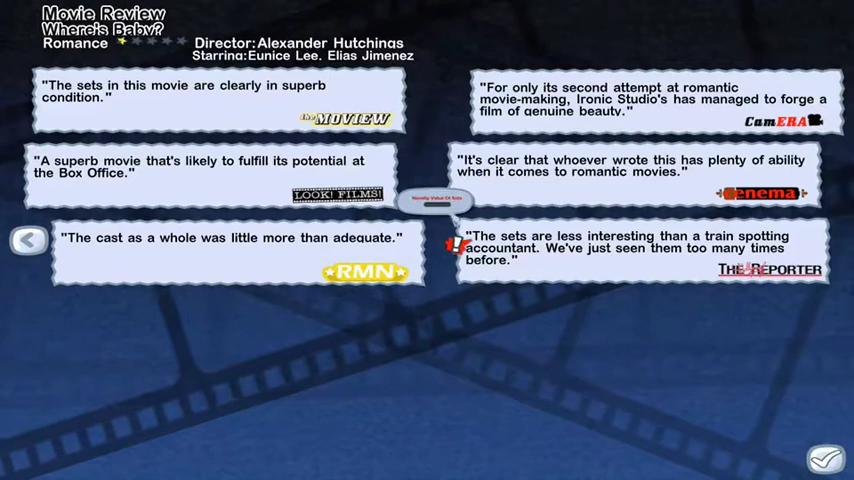 Movie Review
Where's Baby?
Romance
Director:Alexander Hutchings
Starring:Eunice Lee, Elias Jimenez
"The sets in this movie are clearly in superb
condition."
the MOVIEW
"For only its second attempt at romantic
movie-making, Ironic Studio's has managed to forge a
film of genuine beauty."
CamERA
"A superb movie that's likely to fulfill its potential at
the Box Office."
LOOK! FILMS!
"It's clear that whoever wrote this has plenty of ability
when it comes to romantic movies."
enema
Novelty Value Of Sets
"The cast as a whole was little more than adequate."
RMN
"The sets are less interesting than a train spotting
accountant. We've just seen them too many times
before."
THE REPORTER